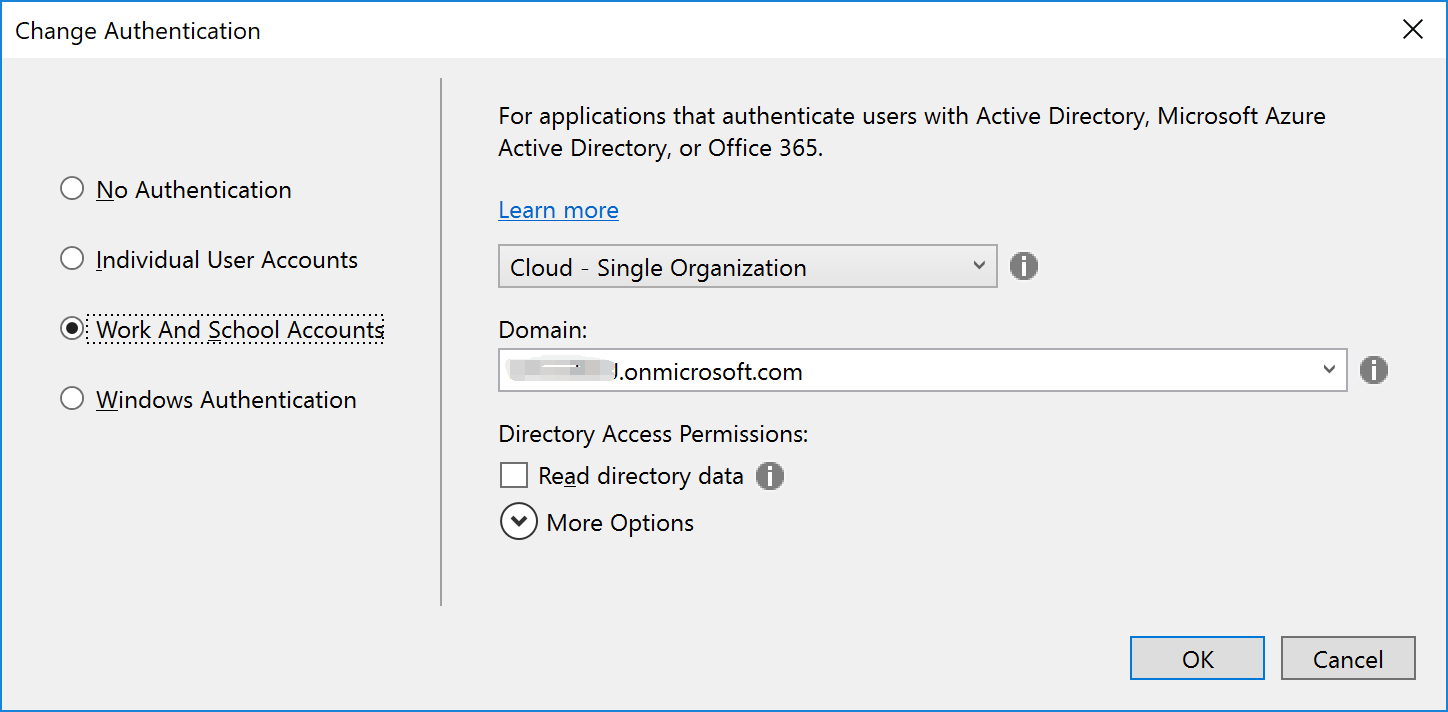 Change Authentication
For applications that authenticate users with Active Directory, Microsoft Azure
Active Directory, or Office 365.
No Authentication
Learn more
Individual User Accounts
Cloud - Single Organization
Work And School Accounts
Domain:
.onmicrosoft.com
Windows Authentication
Directory Access Permissions:
Read directory data
More Options
OK
Cancel